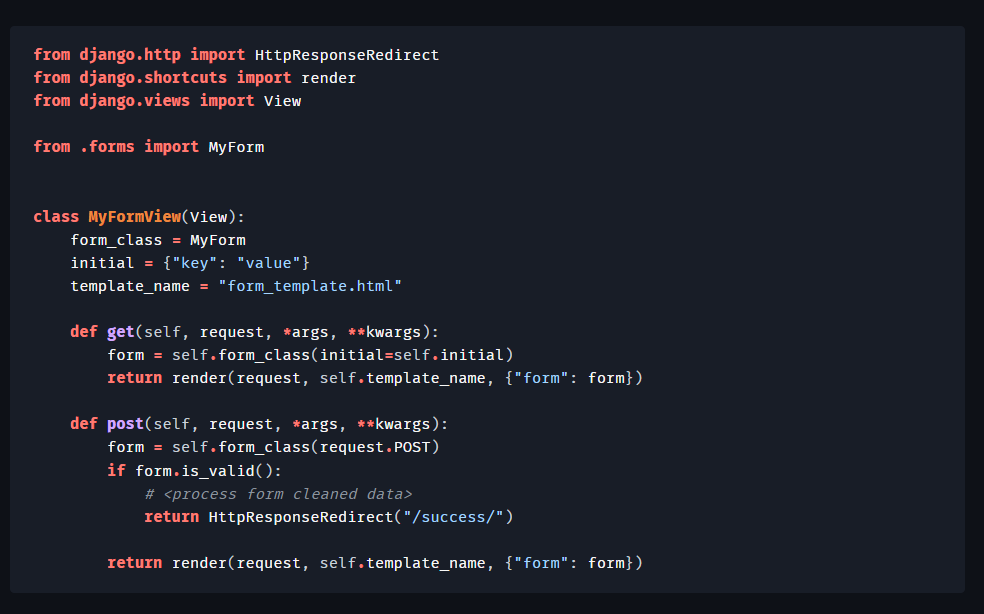 from django.http import HttpResponseRedirect
from django.shortcuts import render
from django.views import View
from .forms import MyForm
class MyFormView(View):
    form_class = MyForm
    initial = {"key": "value"}
    template_name = "form_template.html"
    def get(self, request, *args, **kwargs):
        form = self.form_class(initial=self.initial)
        return render(request, self.template_name, {"form": form})
    def post(self, request, *args, **kwargs):
        form = self.form_class(request.POST)
        if form.is_valid():
            # <process form cleaned data>
            return HttpResponseRedirect("/success/")
        return render(request, self.template_name, {"form": form})